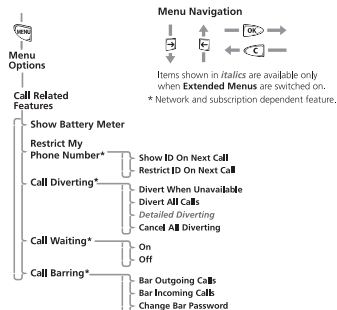 Menu Navigation
MENU
OK
C
Menu
Options
Items shown in italics are available only
when Extended Menus are switched on.
* Network and subscription dependent feature.
Call Related
Features
Show Battery Meter
Restrict My
Phone Number*
Show ID On Next Call
Restrict ID On Next Call
Call Diverting*
Divert When Unavailable
Divert All Calls
Detailed Diverting
Cancel All Diverting
Call Waiting*
On
Off
Call Barring*
Bar Outgoing Calls
Bar Incoming Calls
Change Bar Password